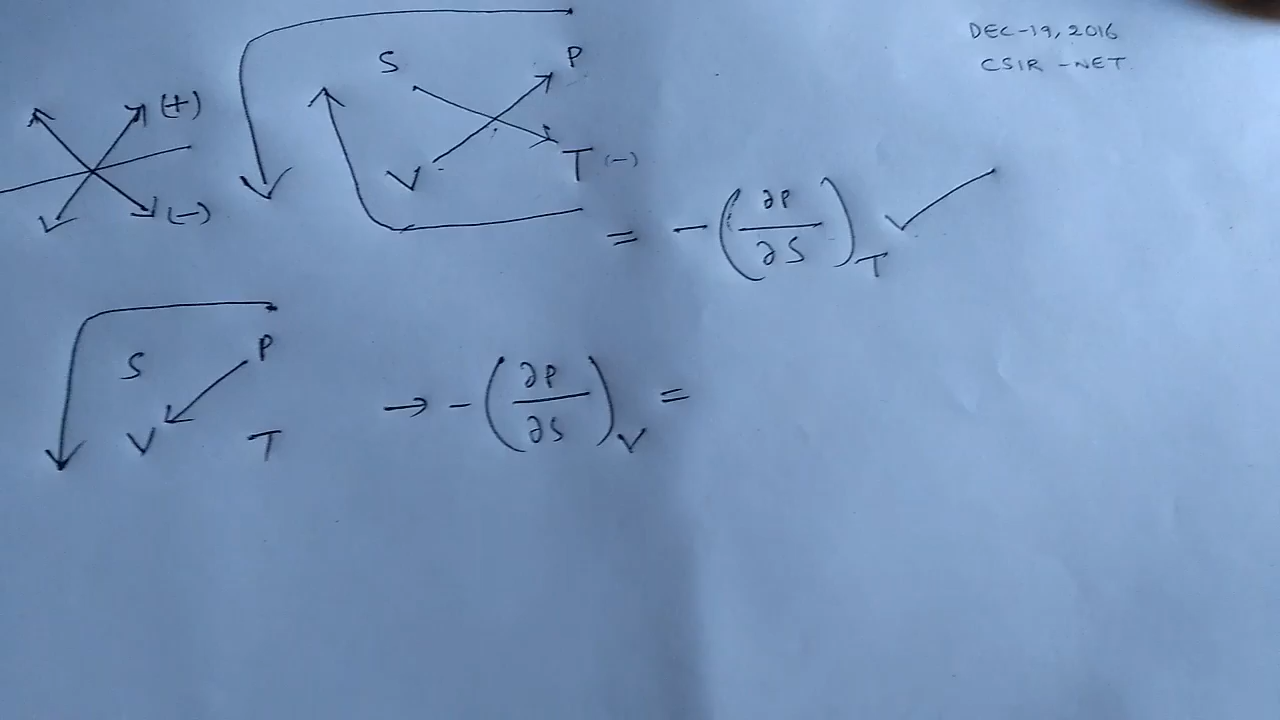 DEC-19, 2016
CSIR -NET
(+)
(-)
S P
V T (-)
= - (∂P/∂S)T
S P
V T
→ - (∂P/∂S)V =